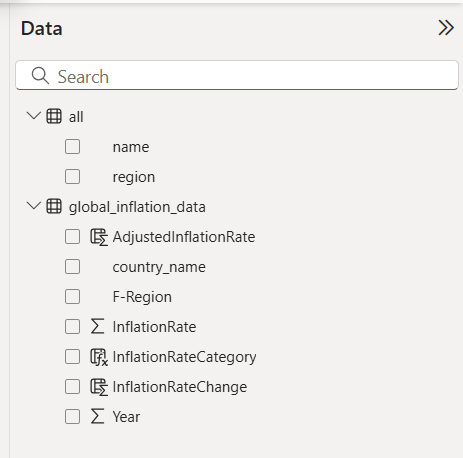 Data
Search
all
name
region
global_inflation_data
AdjustedInflationRate
country_name
F-Region
InflationRate
InflationRateCategory
InflationRateChange
Year